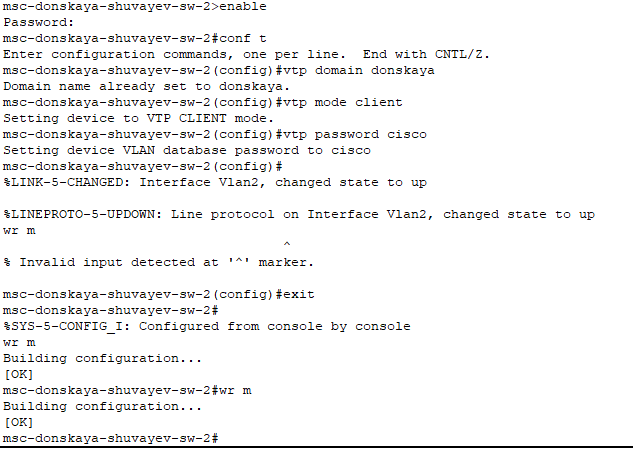 msc-donskaya-shuvayev-sw-2>enable
Password:
msc-donskaya-shuvayev-sw-2#conf t
Enter configuration commands, one per line.  End with CNTL/Z.
msc-donskaya-shuvayev-sw-2(config)#vtp domain donskaya
Domain name already set to donskaya.
msc-donskaya-shuvayev-sw-2(config)#vtp mode client
Setting device to VTP CLIENT mode.
msc-donskaya-shuvayev-sw-2(config)#vtp password cisco
Setting device VLAN database password to cisco
msc-donskaya-shuvayev-sw-2(config)#
%LINK-5-CHANGED: Interface Vlan2, changed state to up
%LINEPROTO-5-UPDOWN: Line protocol on Interface Vlan2, changed state to up
wr m
^
% Invalid input detected at '^' marker.
msc-donskaya-shuvayev-sw-2(config)#exit
msc-donskaya-shuvayev-sw-2#
%SYS-5-CONFIG_I: Configured from console by console
wr m
Building configuration...
[OK]
msc-donskaya-shuvayev-sw-2#wr m
Building configuration...
[OK]
msc-donskaya-shuvayev-sw-2#